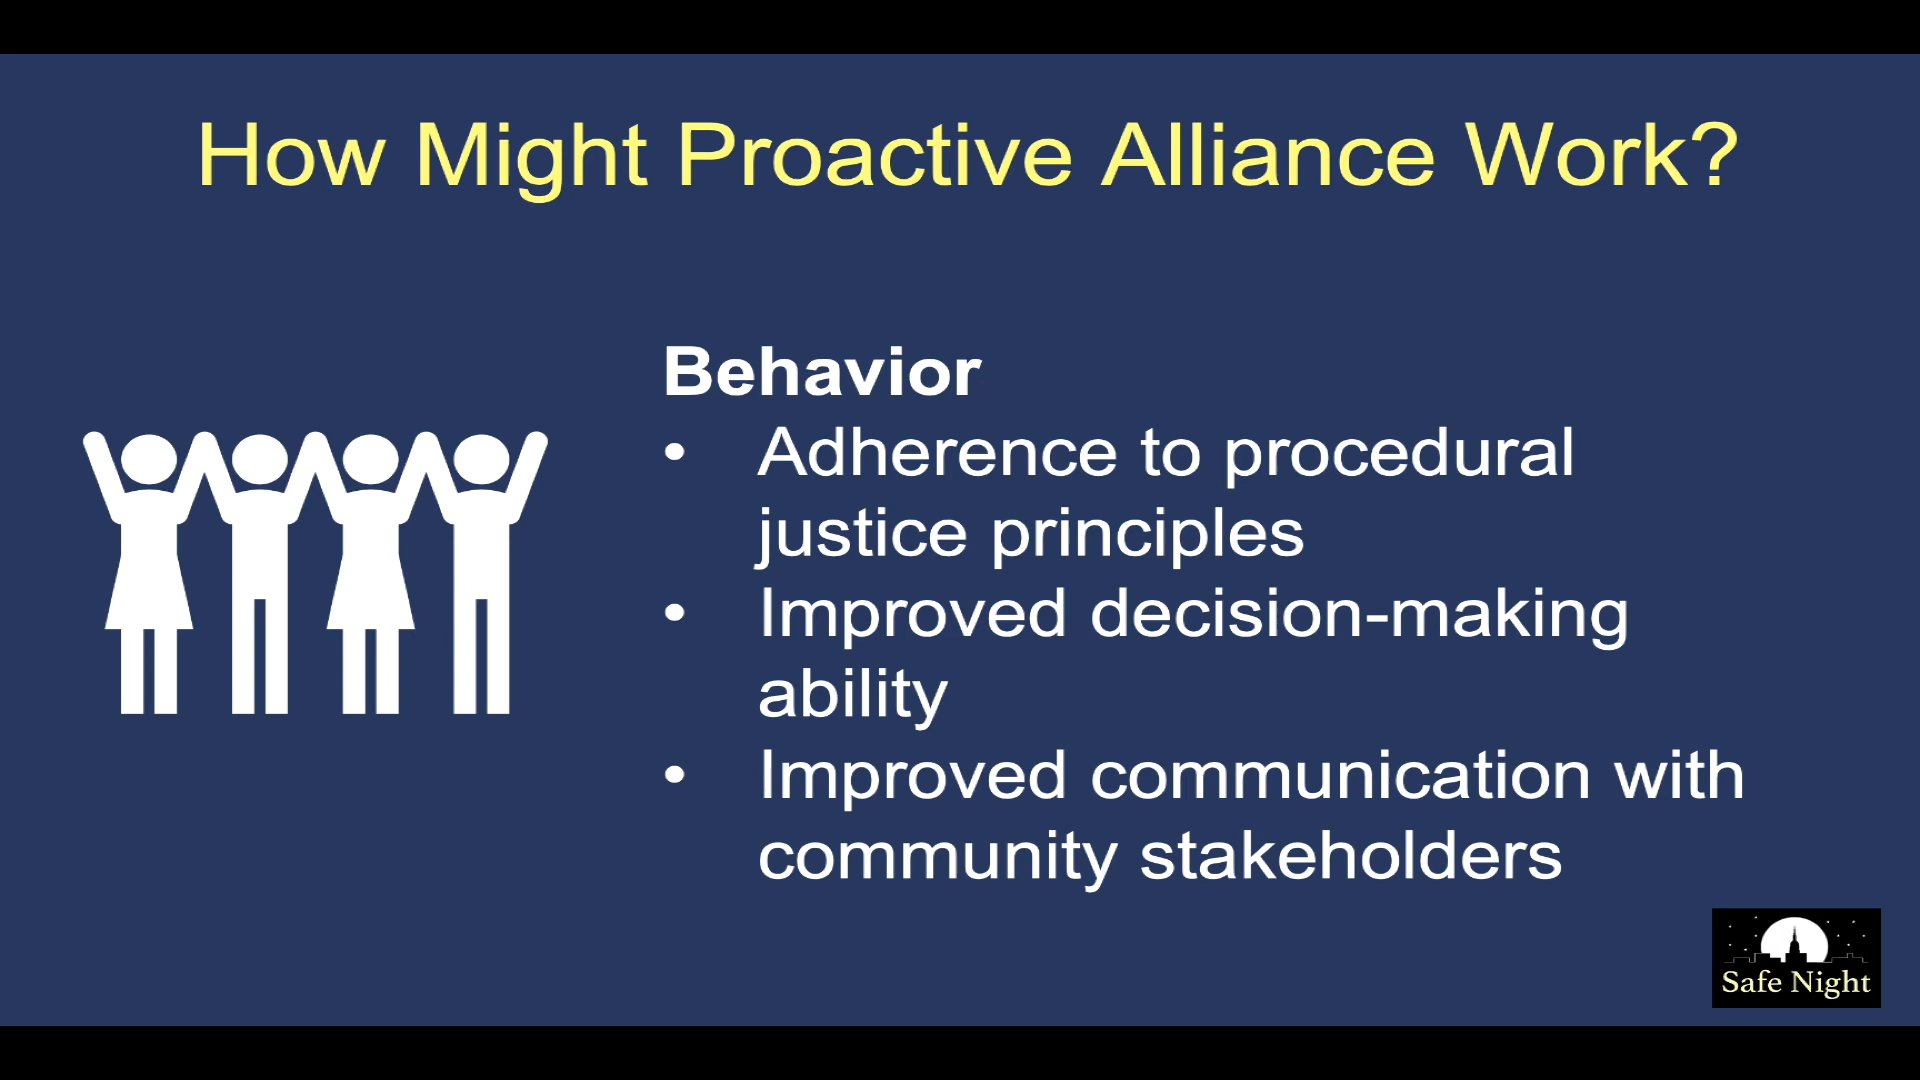 How Might Proactive Alliance Work?
Behavior
• Adherence to procedural
justice principles
• Improved decision-making
ability
• Improved communication with
community stakeholders
Safe Night